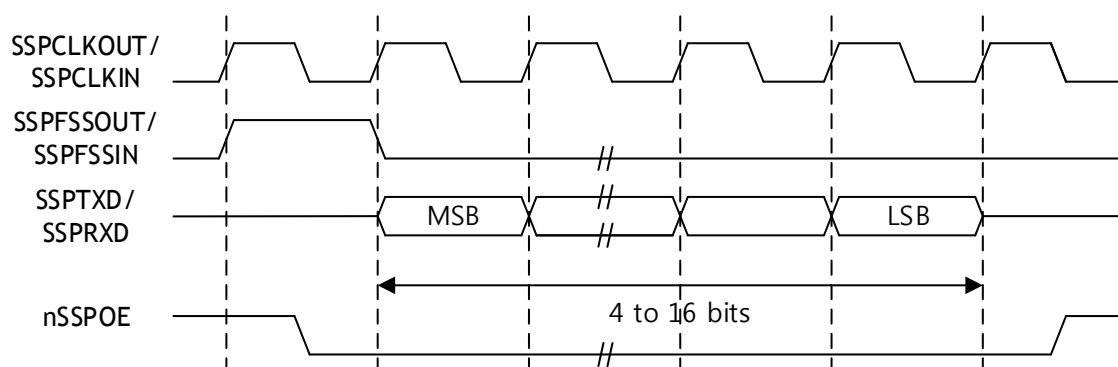 SSPCLKOUT/
SSPCLKIN
SSPFSSOUT/
SSPFSSIN
SSPTXD/
SSPRXD
MSB
LSB
nSSPOE
4 to 16 bits